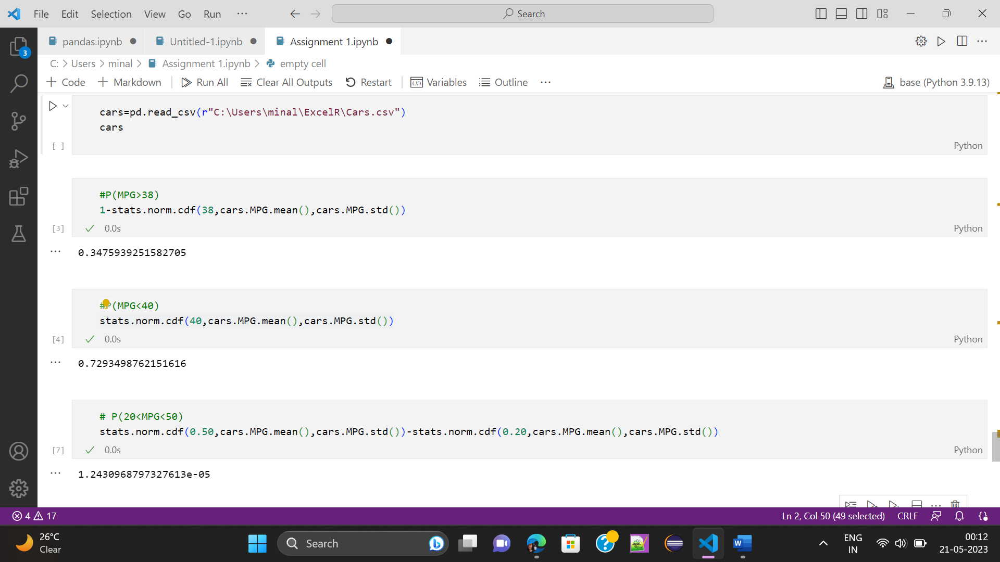 File Edit Selection View Go Run ··· Search
pandas.ipynb Untitled-1.ipynb Assignment 1.ipynb
C: > Users > minal > Assignment 1.ipynb > empty cell
+ Code + Markdown Run All Clear All Outputs Restart Variables Outline ··· base (Python 3.9.13)
cars=pd.read_csv(r"C:\Users\minal\ExcelR\Cars.csv")
cars
[ ] Python
#P(MPG>38)
1-stats.norm.cdf(38,cars.MPG.mean(),cars.MPG.std())
[3] 0.0s Python
··· 0.3475939251582705
#P(MPG<40)
stats.norm.cdf(40,cars.MPG.mean(),cars.MPG.std())
[4] 0.0s Python
··· 0.7293498762151616
# P(20<MPG<50)
stats.norm.cdf(0.50,cars.MPG.mean(),cars.MPG.std())-stats.norm.cdf(0.20,cars.MPG.mean(),cars.MPG.std())
[7] 0.0s Python
··· 1.2430968797327613e-05
3
4 17 Ln 2, Col 50 (49 selected) CRLF
26°C
Clear
Search
ENG
IN
00:12
21-05-2023